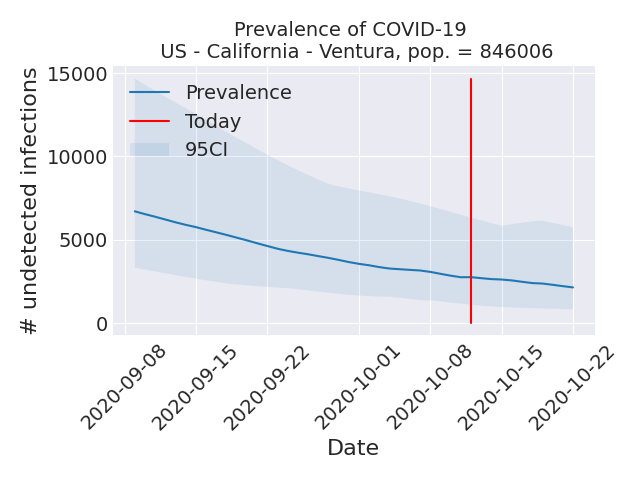 Prevalence of COVID-19
US - California - Ventura, pop. = 846006
# undetected infections
15000
10000
5000
0
Prevalence
Today
95CI
2020-09-08
2020-09-15
2020-09-22
2020-10-01
2020-10-08
2020-10-15
2020-10-22
Date